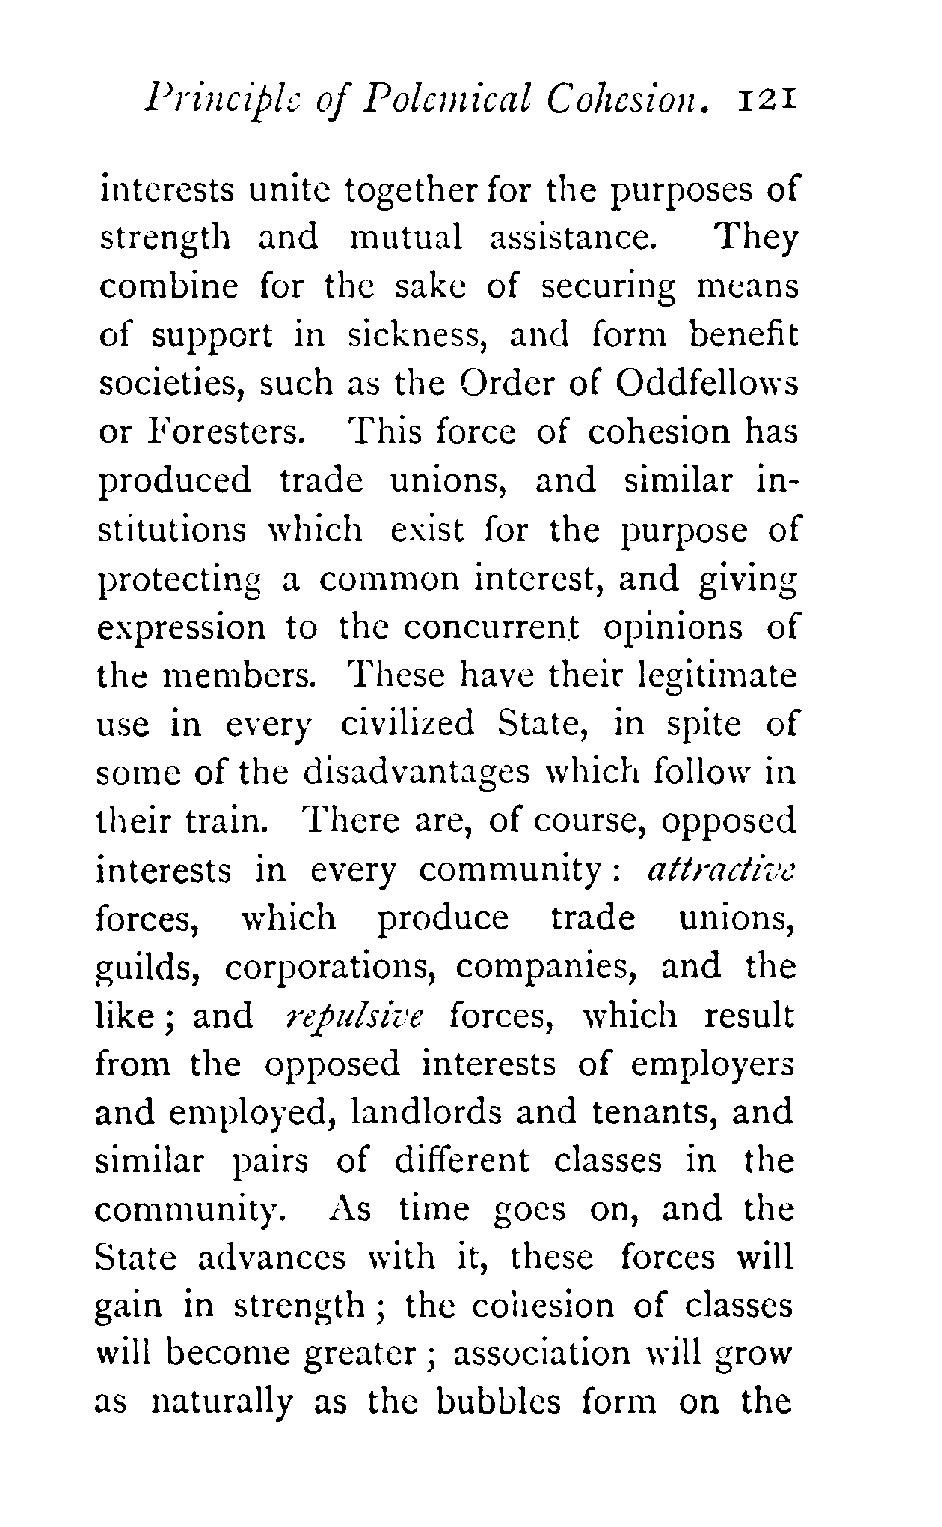 Principle of Polemical Cohesion. 121
interests unite together for the purposes of
strength and mutual assistance. They
combine for the sake of securing means
of support in sickness, and form benefit
societies, such as the Order of Oddfellows
or Foresters. This force of cohesion has
produced trade unions, and similar in-
stitutions which exist for the purpose of
protecting a common interest, and giving
expression to the concurrent opinions of
the members. These have their legitimate
use in every civilized State, in spite of
some of the disadvantages which follow in
their train. There are, of course, opposed
interests in every community : attractive
forces, which produce trade unions,
guilds, corporations, companies, and the
like ; and repulsive forces, which result
from the opposed interests of employers
and employed, landlords and tenants, and
similar pairs of different classes in the
community. As time goes on, and the
State advances with it, these forces will
gain in strength ; the cohesion of classes
will become greater ; association will grow
as naturally as the bubbles form on the